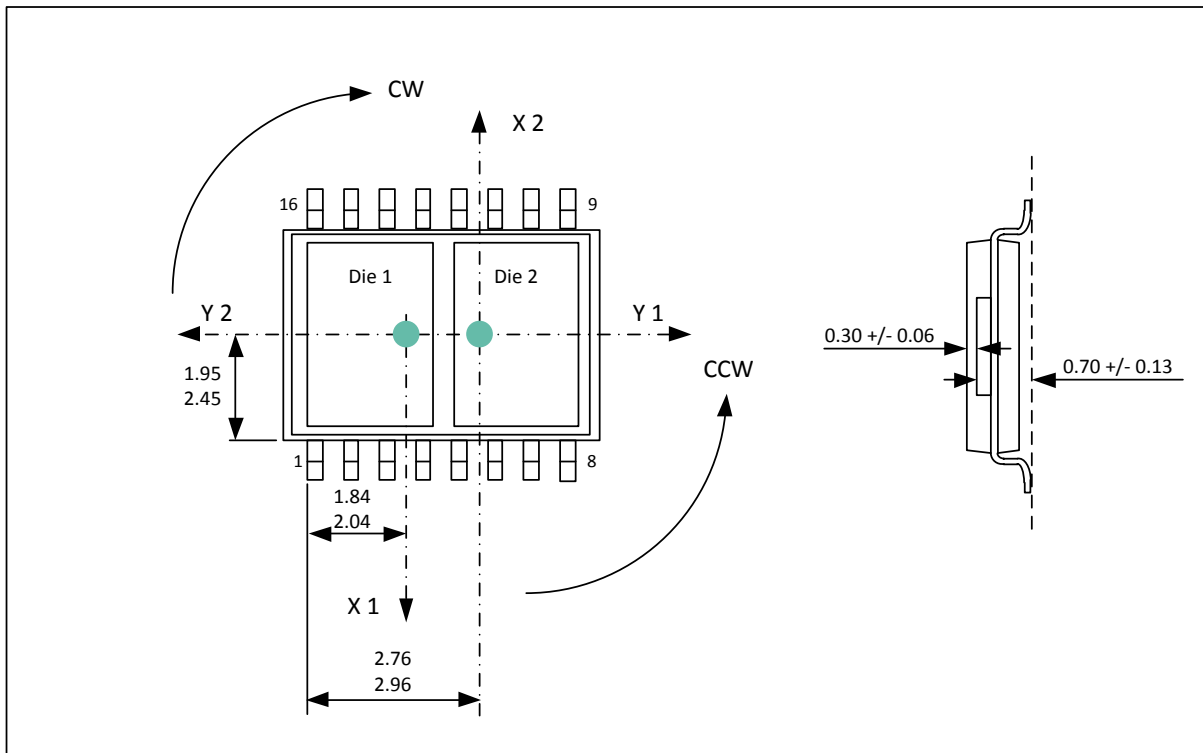 CW
X 2
16
9
Die 1
Die 2
Y 2
Y 1
0.30 +/- 0.06
0.70 +/- 0.13
1.95
2.45
CCW
1
8
1.84
2.04
X 1
2.76
2.96